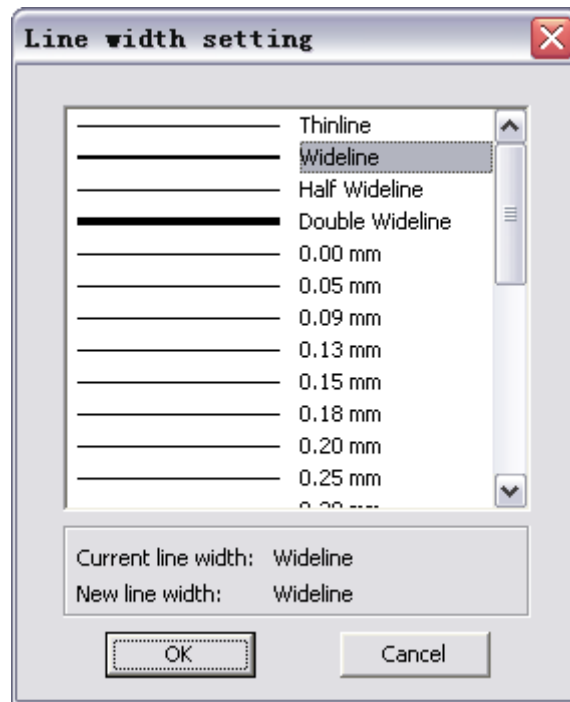 Line width setting
Thinline
Wideline
Half Wideline
Double Wideline
0.00 mm
0.05 mm
0.09 mm
0.13 mm
0.15 mm
0.18 mm
0.20 mm
0.25 mm
Current line width: Wideline
New line width: Wideline
OK Cancel